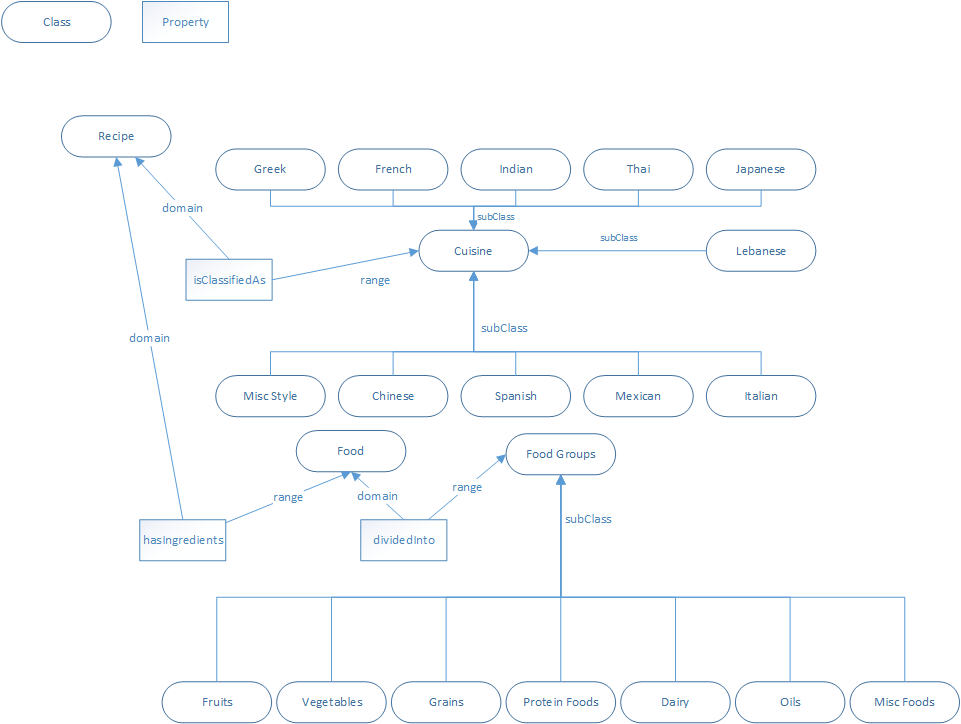 Class
Property
Recipe
Greek
French
Indian
Thai
Japanese
domain
subClass
Cuisine
subClass
Lebanese
isClassifiedAs
range
domain
subClass
Misc Style
Chinese
Spanish
Mexican
Italian
Food
Food Groups
range
domain
range
subClass
hasIngredients
dividedInto
Fruits
Vegetables
Grains
Protein Foods
Dairy
Oils
Misc Foods